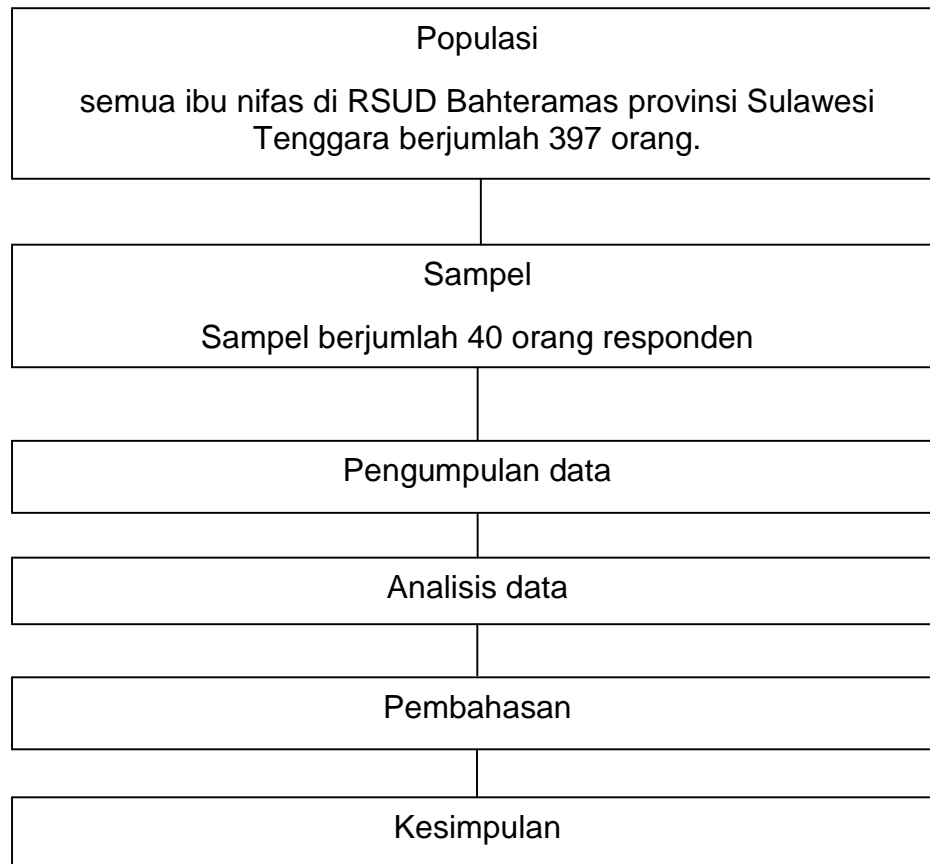 Populasi
semua ibu nifas di RSUD Bahteramas provinsi Sulawesi
Tenggara berjumlah 397 orang.
Sampel
Sampel berjumlah 40 orang responden
Pengumpulan data
Analisis data
Pembahasan
Kesimpulan